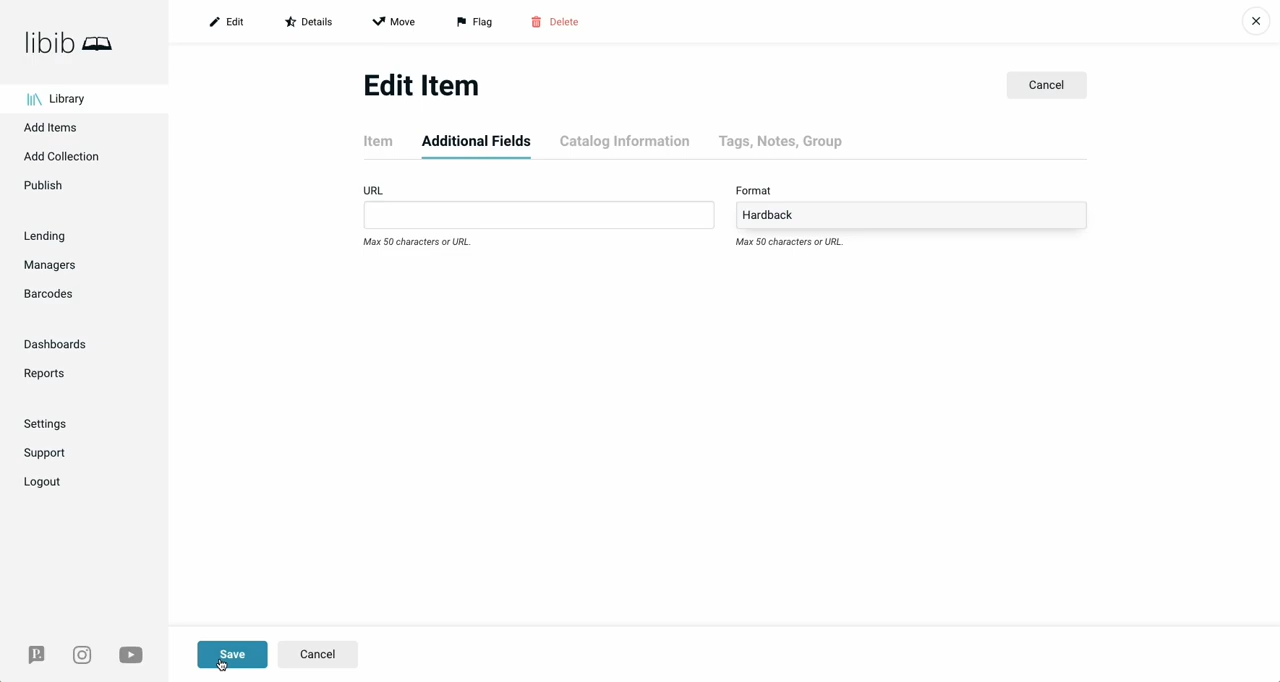 libib
Edit Details Move Flag Delete
Library
Add Items
Add Collection
Publish
Lending
Managers
Barcodes
Dashboards
Reports
Settings
Support
Logout
Edit Item
Cancel
Item Additional Fields Catalog Information Tags, Notes, Group
URL Format
Hardback
Max 50 characters or URL. Max 50 characters or URL.
Save Cancel